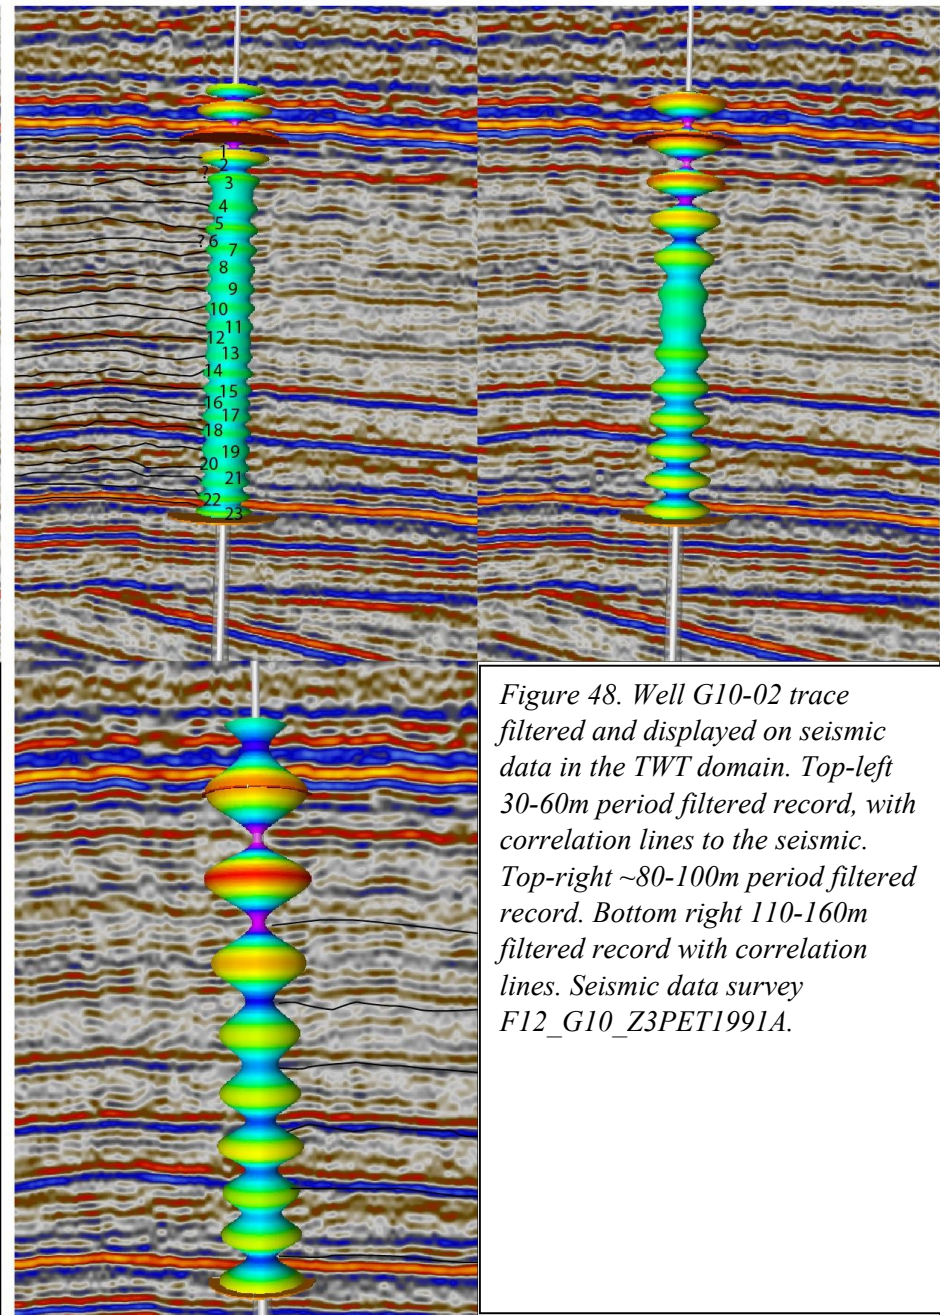 1
2
?
3
4
5
? 6
7
8
9
10
11
12
13
14
15
16
17
18
19
20
21
22
23
Figure 48. Well G10-02 trace
filtered and displayed on seismic
data in the TWT domain. Top-left
30-60m period filtered record, with
correlation lines to the seismic.
Top-right ~80-100m period filtered
record. Bottom right 110-160m
filtered record with correlation
lines. Seismic data survey
F12_G10_Z3PET1991A.